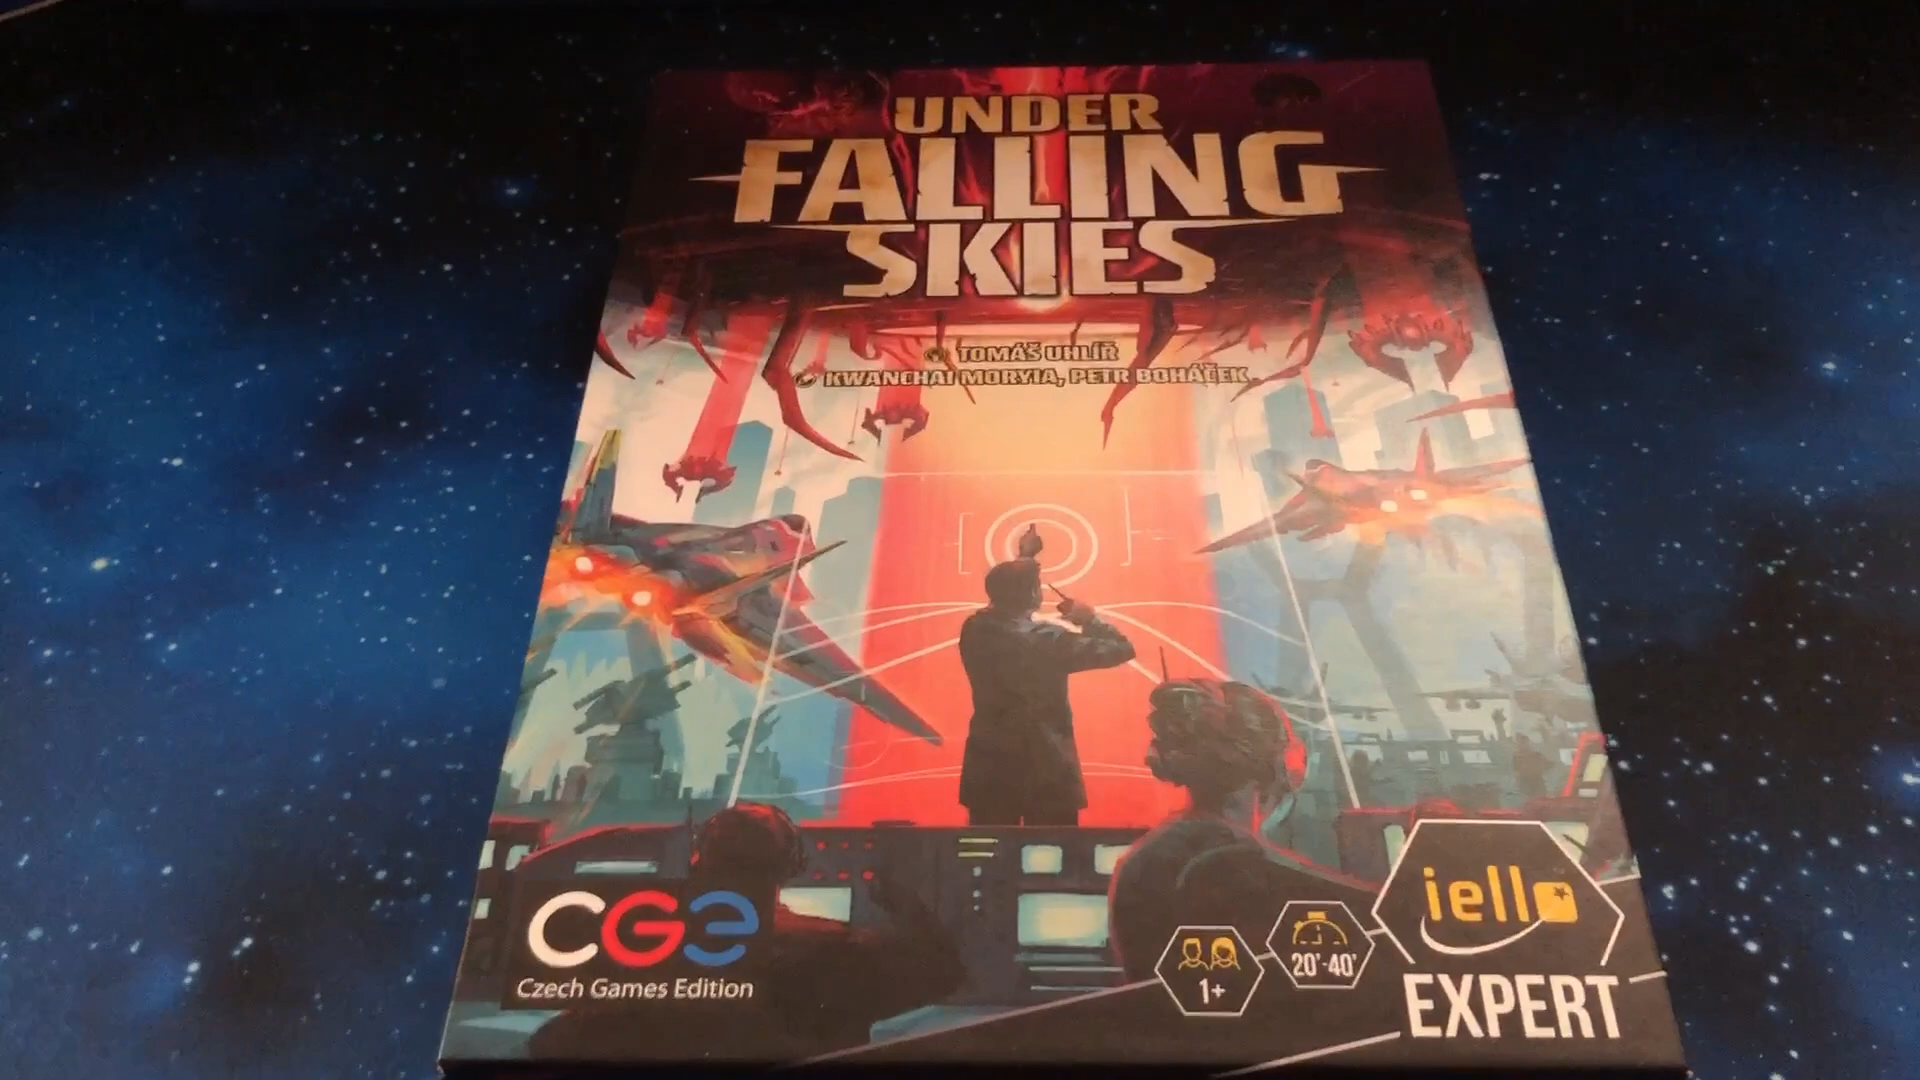 UNDER
FALLING
SKIES
TOMÁŠ UHLÍŘ
KWANCHAI MORYIA, PETR BOHÁČEK
CGE
Czech Games Edition
1+
20'-40'
iello
EXPERT